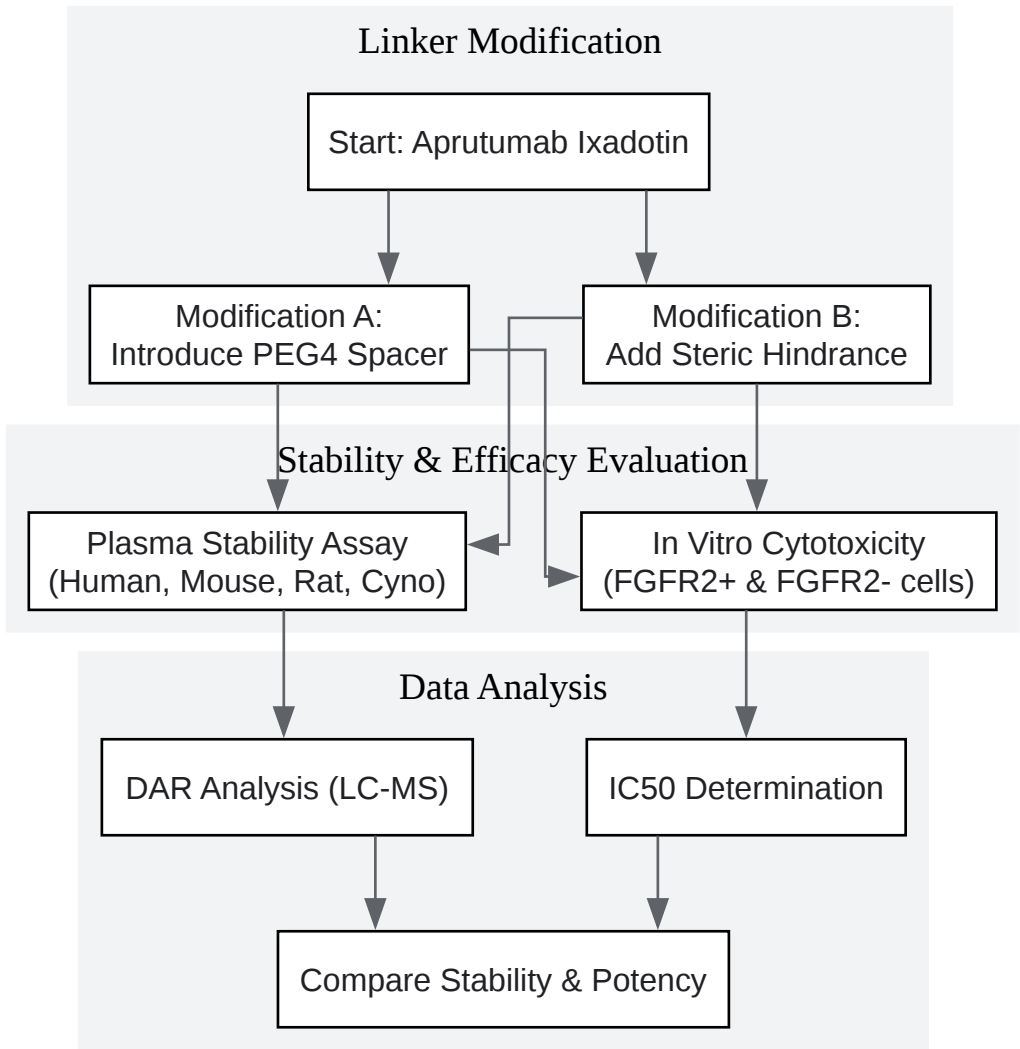 Linker Modification
Start: Aprutumab Ixadotin
Modification A:
Introduce PEG4 Spacer
Modification B:
Add Steric Hindrance
Stability & Efficacy Evaluation
Plasma Stability Assay
(Human, Mouse, Rat, Cyno)
In Vitro Cytotoxicity
(FGFR2+ & FGFR2- cells)
Data Analysis
DAR Analysis (LC-MS)
IC50 Determination
Compare Stability & Potency